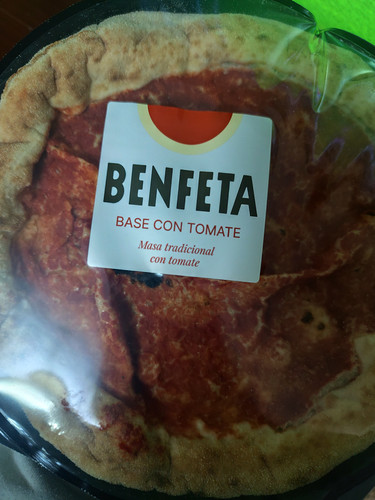 BENFETA
BASE CON TOMATE
Masa tradicional
con tomate